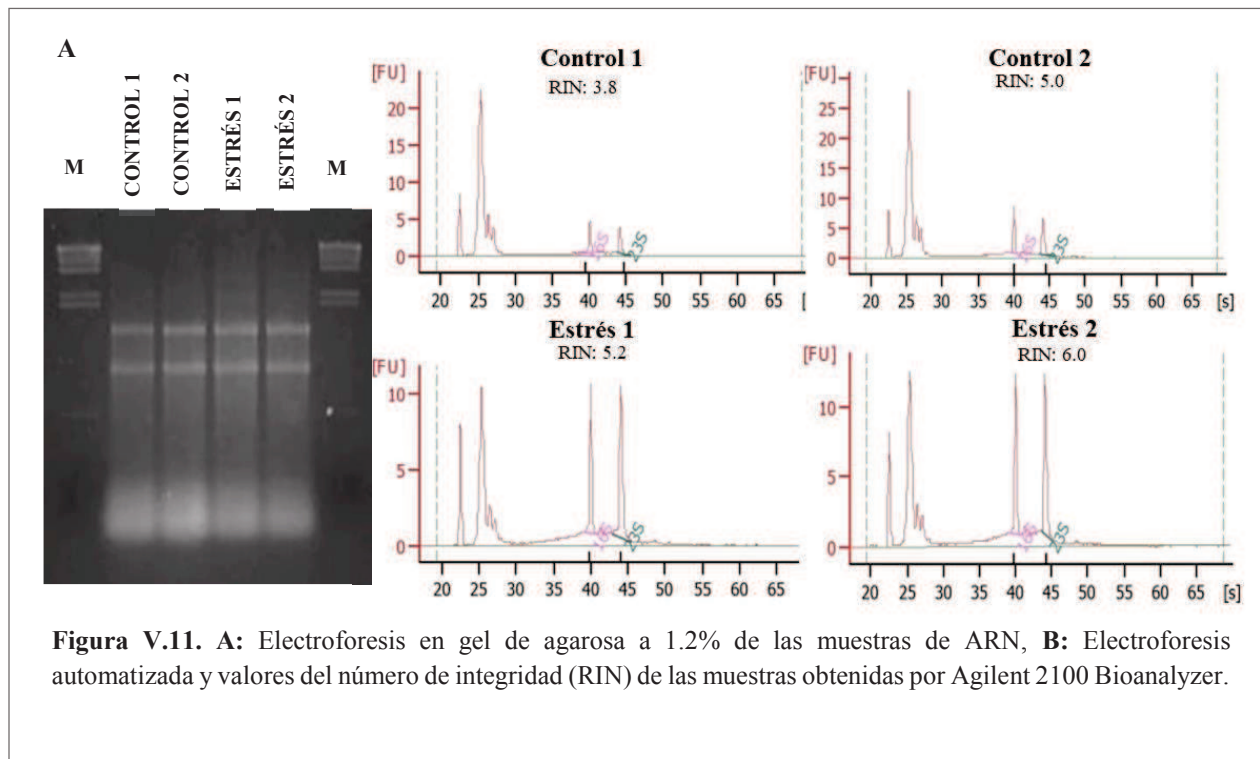 A
M
CONTROL 1
CONTROL 2
ESTRÉS 1
ESTRÉS 2
M
Control 1
RIN: 3.8
[FU]
20
15
10
5
0
16S
23S
20 25 30 35 40 45 50 55 60 65 [
Control 2
RIN: 5.0
[FU]
30
25
20
15
10
5
0
16S
23S
20 25 30 35 40 45 50 55 60 65 [s]
Estrés 1
RIN: 5.2
[FU]
10
5
0
16S
23S
20 25 30 35 40 45 50 55 60 65
Estrés 2
RIN: 6.0
[FU]
10
5
0
16S
23S
20 25 30 35 40 45 50 55 60 65 [s]
Figura V.11. A: Electroforesis en gel de agarosa a 1.2% de las muestras de ARN, B: Electroforesis
automatizada y valores del número de integridad (RIN) de las muestras obtenidas por Agilent 2100 Bioanalyzer.